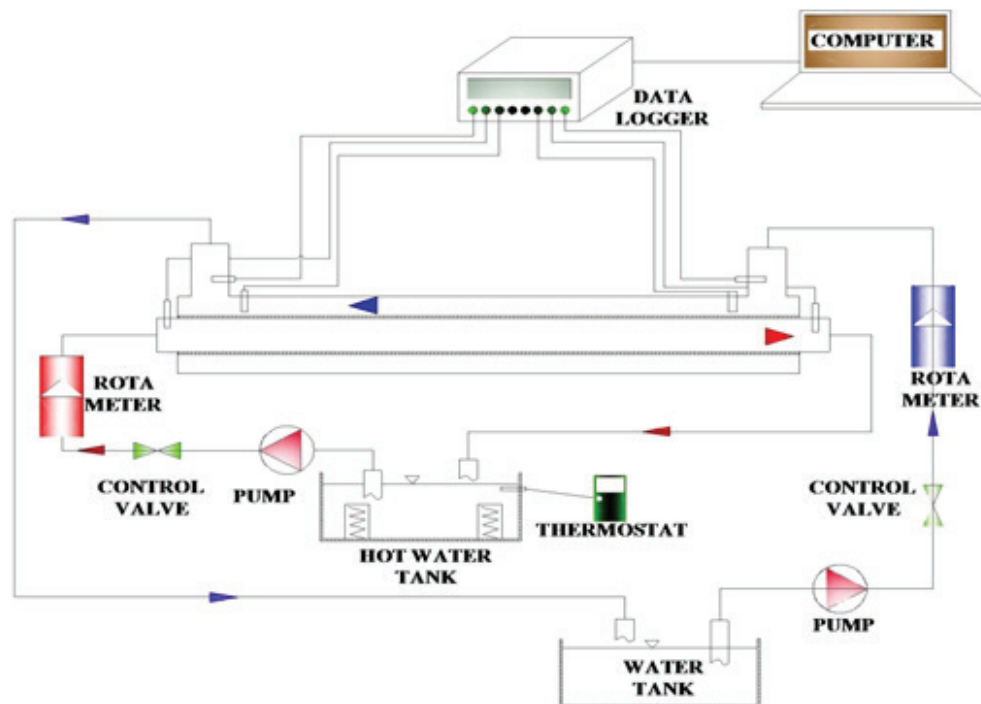 COMPUTER
DATA
LOGGER
ROTA
METER
ROTA
METER
CONTROL
VALVE
PUMP
THERMOSTAT
CONTROL
VALVE
HOT WATER
TANK
PUMP
WATER
TANK